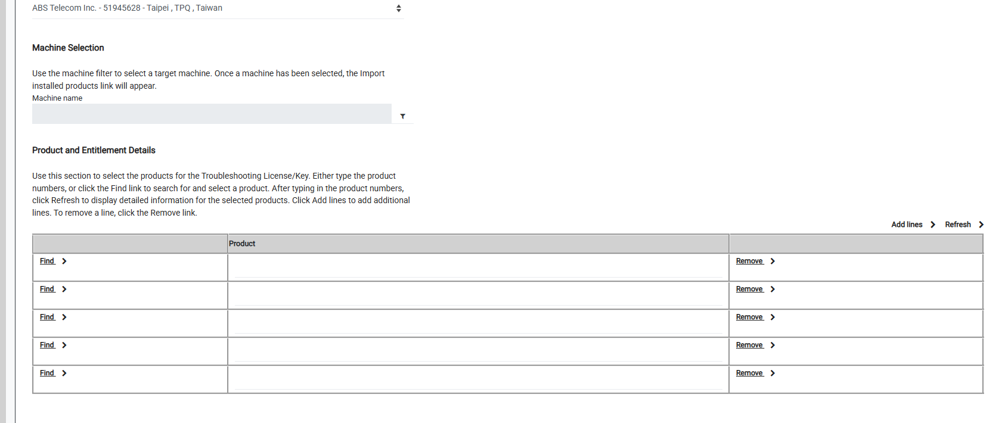 ABS Telecom Inc. - 51945628 - Taipei , TPQ , Taiwan
Machine Selection
Use the machine filter to select a target machine. Once a machine has been selected, the Import
installed products link will appear.
Machine name
Product and Entitlement Details
Use this section to select the products for the Troubleshooting License/Key. Either type the product
numbers, or click the Find link to search for and select a product. After typing in the product numbers,
click Refresh to display detailed information for the selected products. Click Add lines to add additional
lines. To remove a line, click the Remove link.
Add lines Refresh
Product
Find Remove
Find Remove
Find Remove
Find Remove
Find Remove